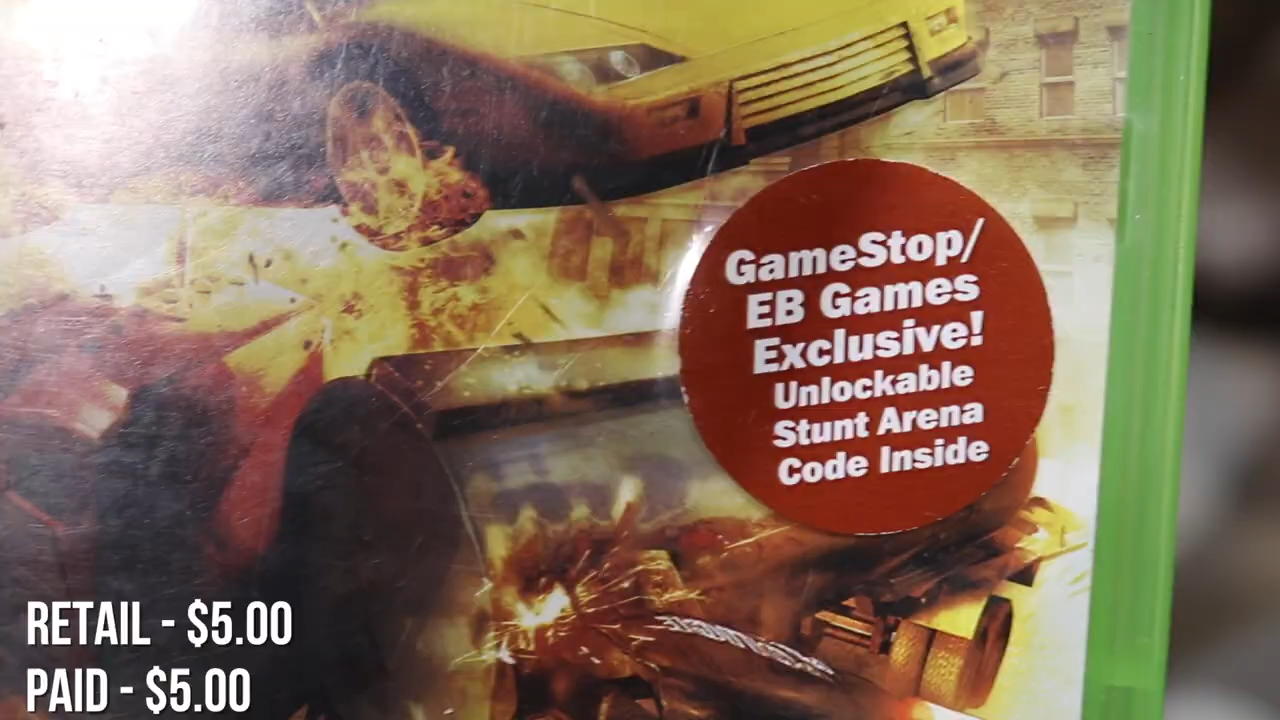 GameStop/
EB Games
Exclusive!
Unlockable
Stunt Arena
Code Inside
RETAIL - $5.00
PAID - $5.00